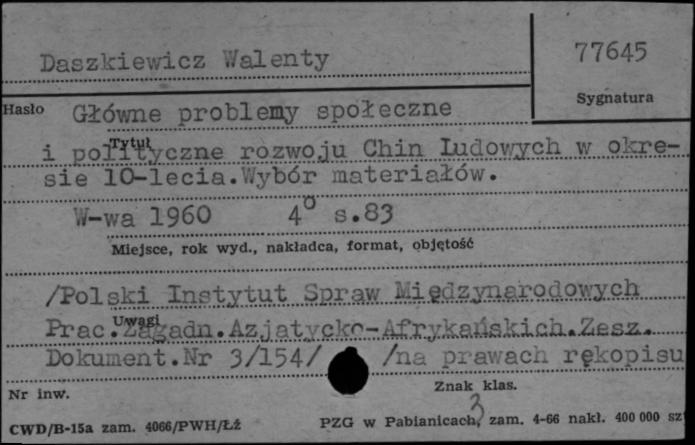 Daszkiewicz Walenty
77645
Sygnatura
Hasło
Główne problemy społeczne
Tytuł
i polityczne rozwoju Chin Ludowych w okre-
sie 10-lecia.Wybór materiałów.
W-wa 1960 4° s.83
Miejsce, rok wyd., nakładca, format, objętość
/Polski Instytut Spraw Międzynarodowych
Uwagi
Prac.Zagadn.Azjatycko-Afrykańskich.Zesz.
Dokument.Nr 3/154/ /na prawach rękopisu
Nr inw.
Znak klas.
3
CWD/B-15a zam. 4066/PWH/Łż
PZG w Pabianicach, zam. 4-66 nakł. 400 000 szt